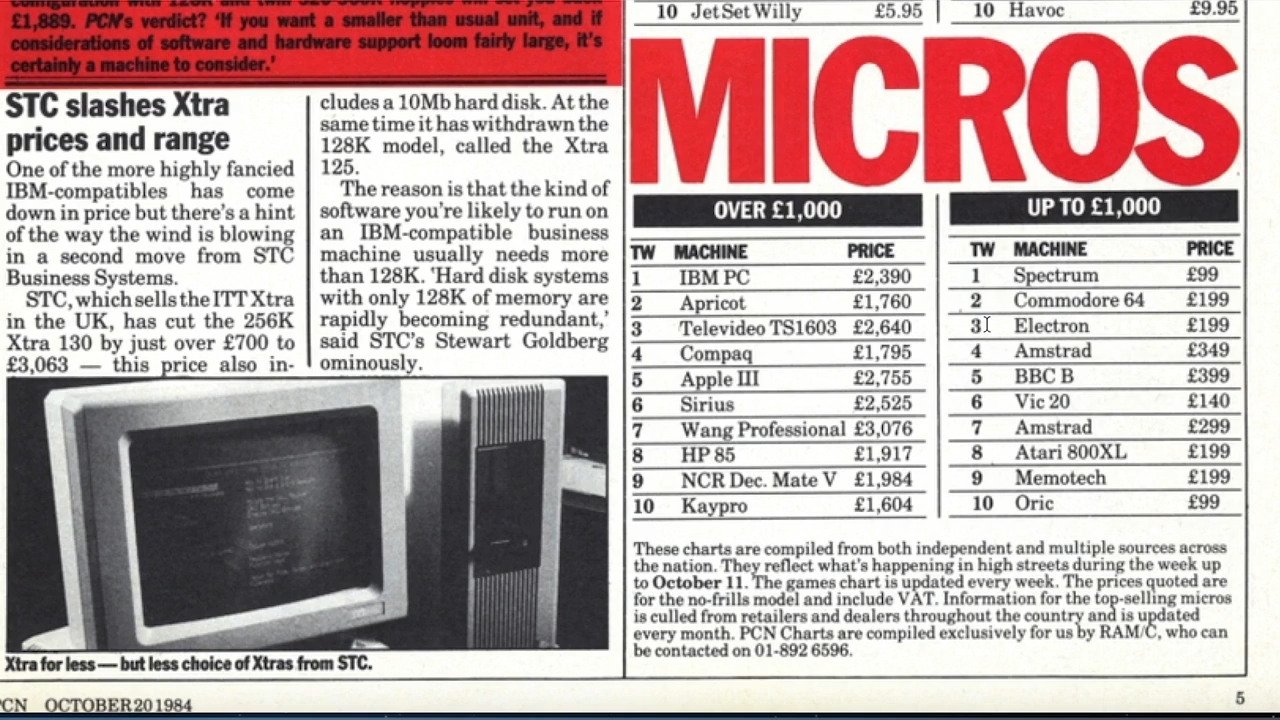 configuration with 128K and twin
£1,889. PCN's verdict? 'If you want a smaller than usual unit, and if
considerations of software and hardware support loom fairly large, it's
certainly a machine to consider.'
STC slashes Xtra
prices and range
One of the more highly fancied
IBM-compatibles has come
down in price but there's a hint
of the way the wind is blowing
in a second move from STC
Business Systems.
STC, which sells the ITT Xtra
in the UK, has cut the 256K
Xtra 130 by just over £700 to
£3,063 — this price also in-
cludes a 10Mb hard disk. At the
same time it has withdrawn the
128K model, called the Xtra
125.
The reason is that the kind of
software you're likely to run on
an IBM-compatible business
machine usually needs more
than 128K. 'Hard disk systems
with only 128K of memory are
rapidly becoming redundant,'
said STC's Stewart Goldberg
ominously.
Xtra for less — but less choice of Xtras from STC.
10 Jet Set Willy £5.95
10 Havoc £9.95
MICROS
OVER £1,000
TW MACHINE PRICE
1 IBM PC £2,390
2 Apricot £1,760
3 Televideo TS1603 £2,640
4 Compaq £1,795
5 Apple III £2,755
6 Sirius £2,525
7 Wang Professional £3,076
8 HP 85 £1,917
9 NCR Dec. Mate V £1,984
10 Kaypro £1,604
UP TO £1,000
TW MACHINE PRICE
1 Spectrum £99
2 Commodore 64 £199
3 Electron £199
4 Amstrad £349
5 BBC B £399
6 Vic 20 £140
7 Amstrad £299
8 Atari 800XL £199
9 Memotech £199
10 Oric £99
These charts are compiled from both independent and multiple sources across
the nation. They reflect what's happening in high streets during the week up
to October 11. The games chart is updated every week. The prices quoted are
for the no-frills model and include VAT. Information for the top-selling micros
is culled from retailers and dealers throughout the country and is updated
every month. PCN Charts are compiled exclusively for us by RAM/C, who can
be contacted on 01-892 6596.
PCN OCTOBER 20 1984
5